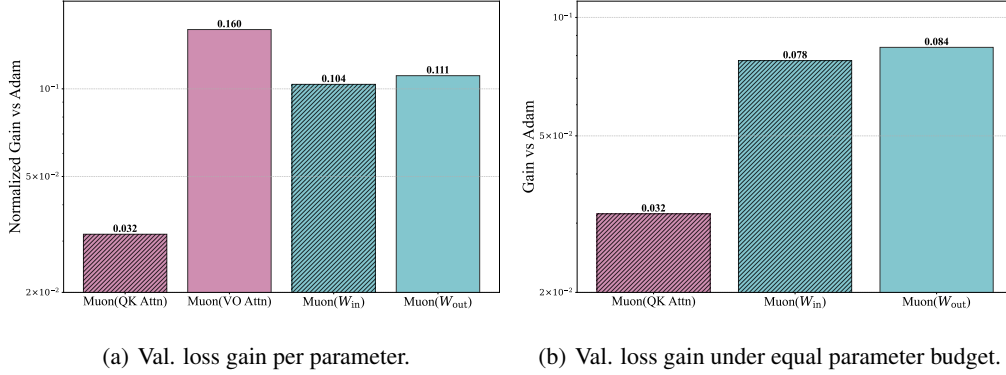 Normalized Gain vs Adam
10⁻¹
5×10⁻²
2×10⁻²
0.032
0.160
0.104
0.111
Muon(QK Attn)
Muon(VO Attn)
Muon(W_in)
Muon(W_out)
(a) Val. loss gain per parameter.
Gain vs Adam
10⁻¹
5×10⁻²
2×10⁻²
0.032
0.078
0.084
Muon(QK Attn)
Muon(W_in)
Muon(W_out)
(b) Val. loss gain under equal parameter budget.